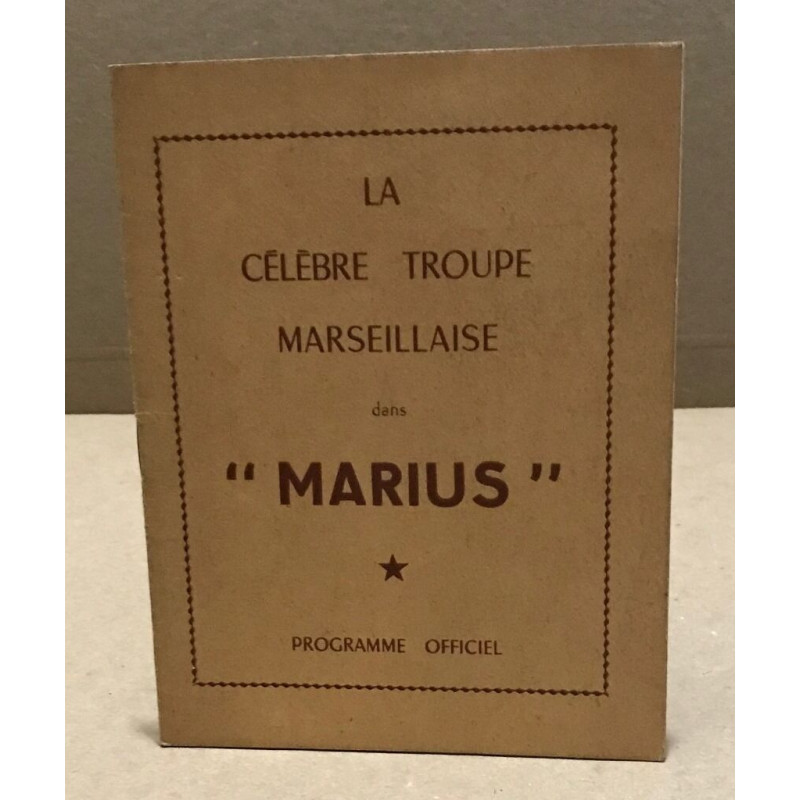 LA
CÉLÈBRE TROUPE
MARSEILLAISE
dans
“ MARIUS ”
★
PROGRAMME OFFICIEL